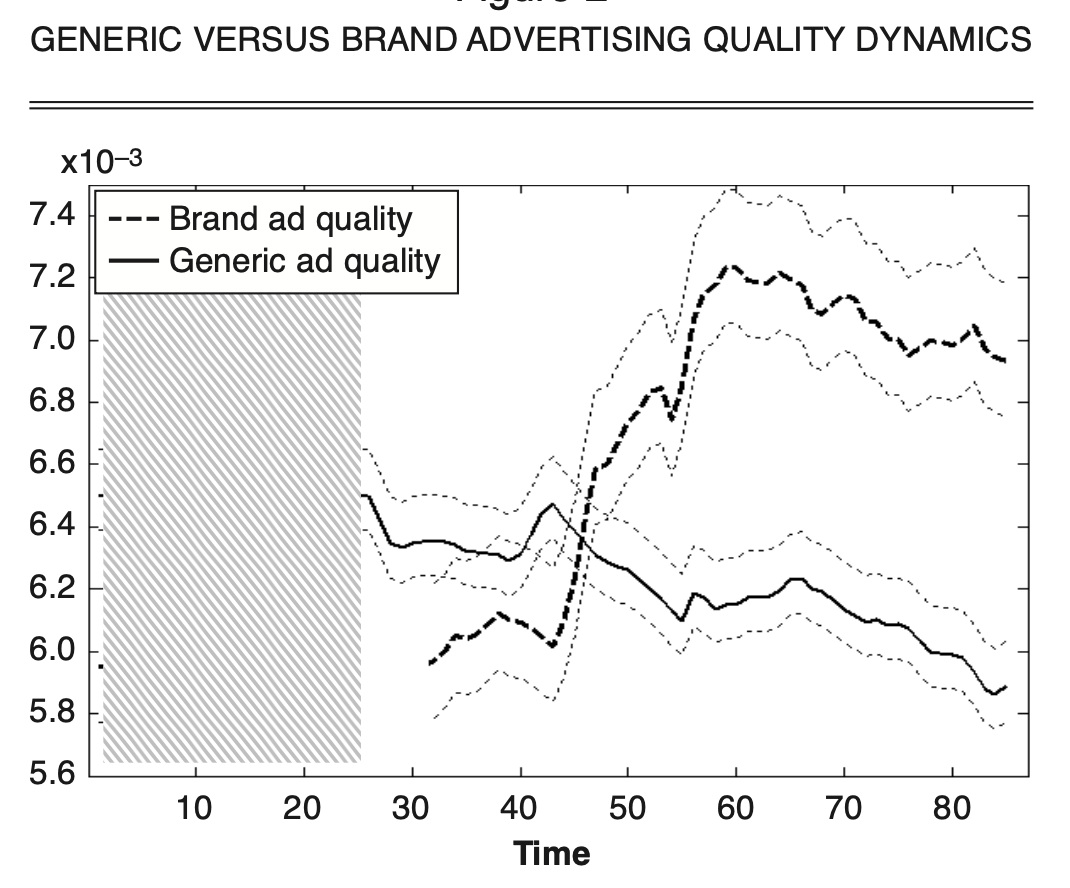 GENERIC VERSUS BRAND ADVERTISING QUALITY DYNAMICS
x10–3
Brand ad quality
Generic ad quality
7.4
7.2
7.0
6.8
6.6
6.4
6.2
6.0
5.8
5.6
10 20 30 40 50 60 70 80
Time